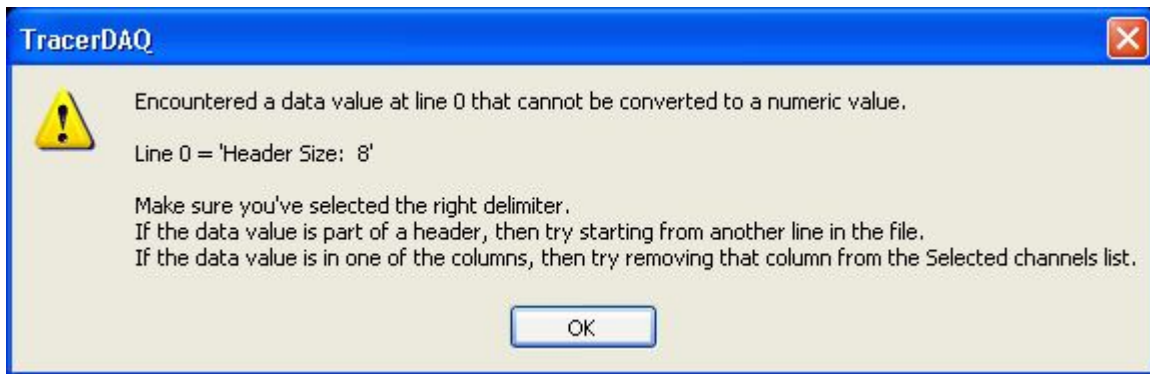 TracerDAQ
Encountered a data value at line 0 that cannot be converted to a numeric value.
Line 0 = 'Header Size:  8'
Make sure you've selected the right delimiter.
If the data value is part of a header, then try starting from another line in the file.
If the data value is in one of the columns, then try removing that column from the Selected channels list.
OK